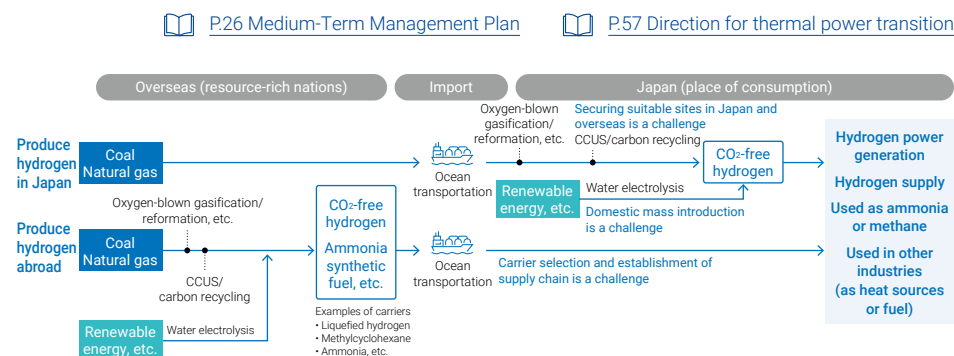 P.26 Medium-Term Management Plan
P.57 Direction for thermal power transition
Overseas (resource-rich nations)
Import
Japan (place of consumption)
Produce
hydrogen
in Japan
Coal
Natural gas
Ocean
transportation
Oxygen-blown
gasification/
reformation, etc.
Securing suitable sites in Japan and
overseas is a challenge
CCUS/carbon recycling
CO2-free
hydrogen
Renewable
energy, etc.
Water electrolysis
Domestic mass introduction
is a challenge
Produce
hydrogen
abroad
Coal
Natural gas
Oxygen-blown gasification/
reformation, etc.
CCUS/
carbon recycling
Renewable
energy, etc.
Water electrolysis
CO2-free
hydrogen
Ammonia
synthetic
fuel, etc.
Examples of carriers
• Liquefied hydrogen
• Methylcyclohexane
• Ammonia, etc.
Ocean
transportation
Carrier selection and establishment of
supply chain is a challenge
Hydrogen power
generation
Hydrogen supply
Used as ammonia
or methane
Used in other
industries
(as heat sources
or fuel)